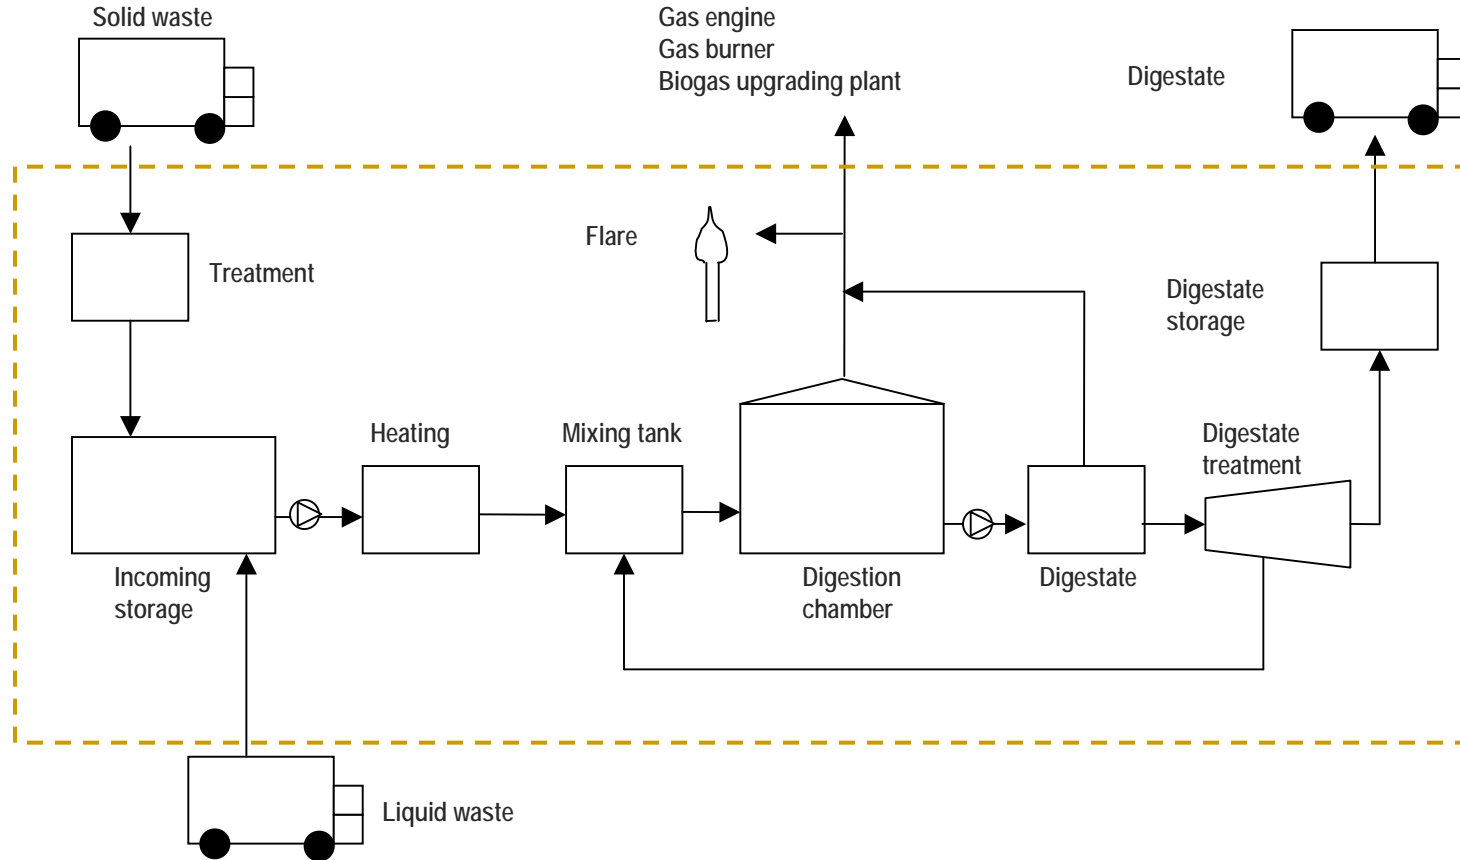 Solid waste
Gas engine
Gas burner
Biogas upgrading plant
Digestate
Flare
Treatment
Digestate
storage
Heating
Mixing tank
Digestate
treatment
Incoming
storage
Digestion
chamber
Digestate
Liquid waste